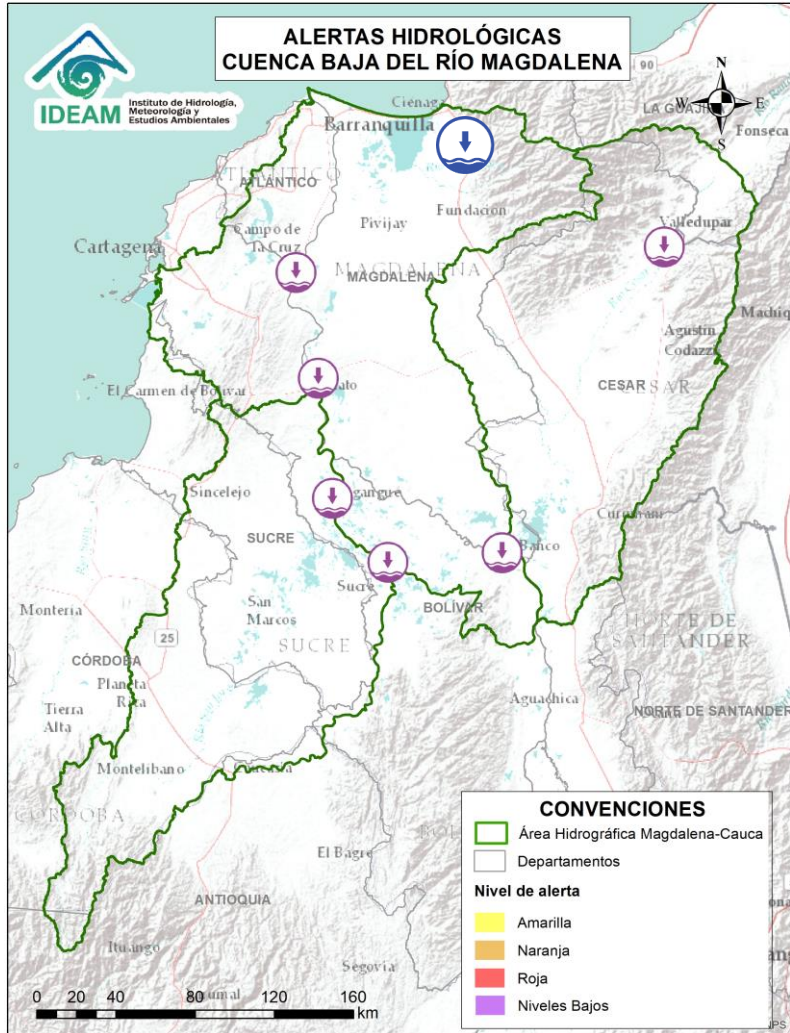 ALERTAS HIDROLÓGICAS
CUENCA BAJA DEL RÍO MAGDALENA
IDEAM
Instituto de Hidrología,
Meteorología y
Estudios Ambientales
N
W
E
S
90
LA GUAJIRA
Fonseca
Ciénaga
Barranquilla
ATLÁNTICO
ATLÁNTICO
Valledupar
Fundación
Pivijay
Campo de
la Cruz
Cartagena
MAGDALENA
MAGDALENA
Agustín
Codazzi
El Carmen de Bolívar
CESAR
CESAR
Sincelejo
SUCRE
Banco
Sucre
San
Marcos
BOLÍVAR
Montería
SUCRE
25
NORTE DE
SANTANDER
CÓRDOBA
Planeta
Rica
Tierra
Alta
Aguachica
NORTE DE SANTANDER
Montelíbano
CÓRDOBA
El Bagre
ANTIOQUIA
Ituango
Segovia
CONVENCIONES
Área Hidrográfica Magdalena-Cauca
Departamentos
Nivel de alerta
Amarilla
Naranja
Roja
Niveles Bajos
0 20 40 80 120 160
km